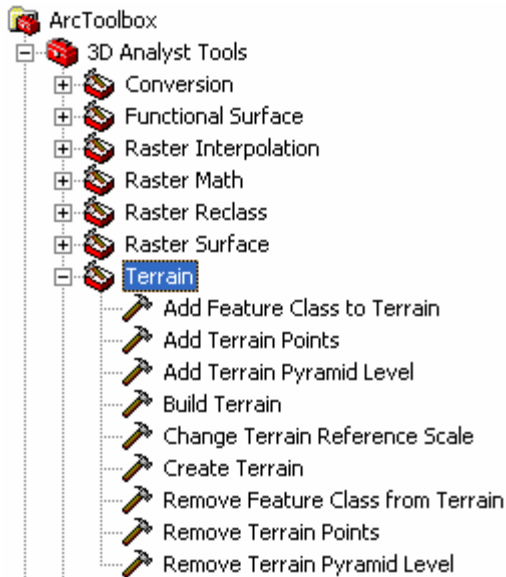 ArcToolbox
3D Analyst Tools
Conversion
Functional Surface
Raster Interpolation
Raster Math
Raster Reclass
Raster Surface
Terrain
Add Feature Class to Terrain
Add Terrain Points
Add Terrain Pyramid Level
Build Terrain
Change Terrain Reference Scale
Create Terrain
Remove Feature Class from Terrain
Remove Terrain Points
Remove Terrain Pyramid Level